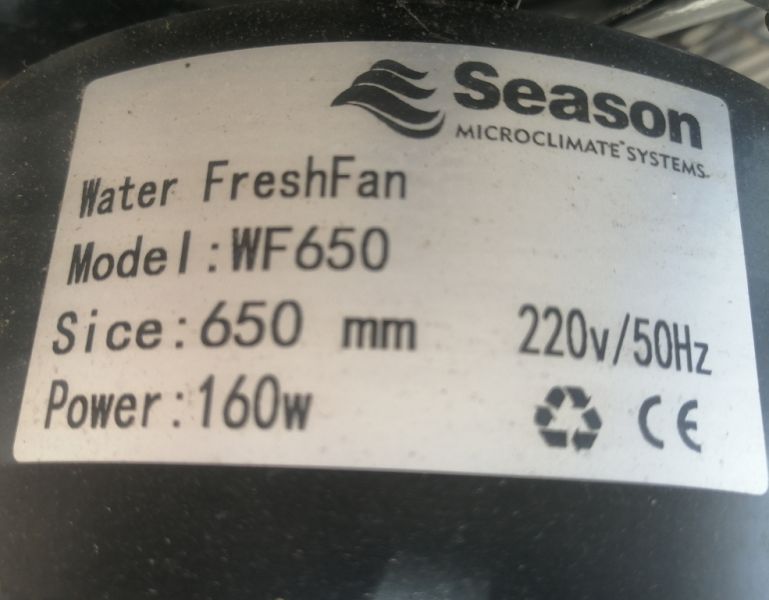 Season
MICROCLIMATE SYSTEMS
Water FreshFan
Model:WF650
Sice:650 mm
220v/50Hz
Power:160w
CE